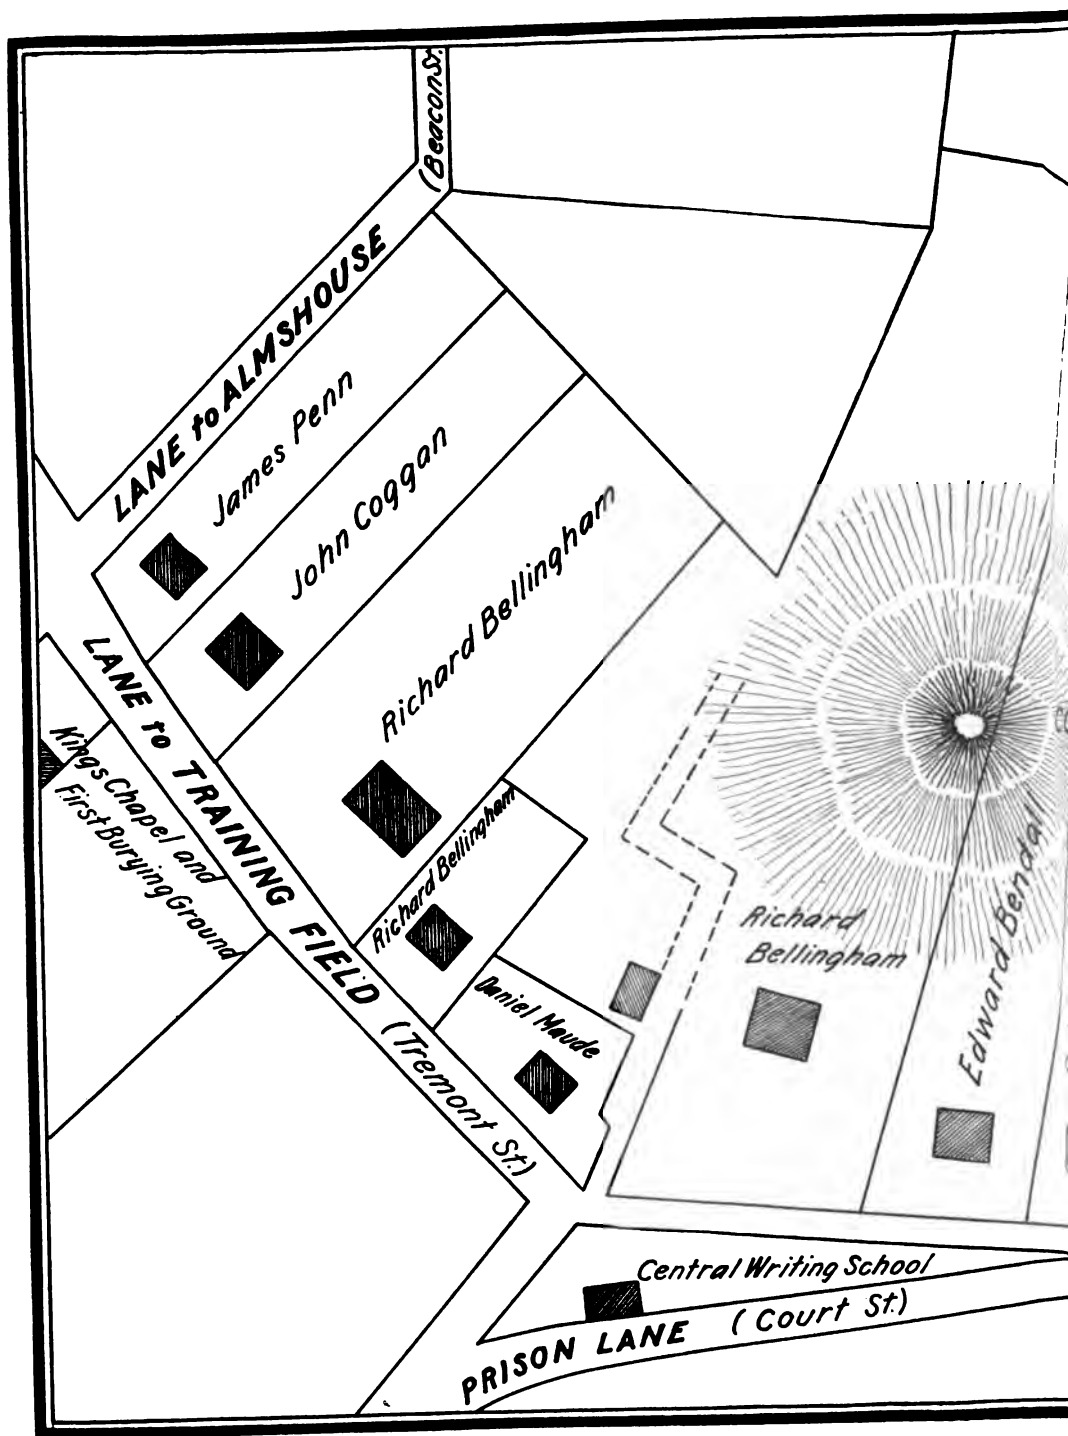 (Beacon St.
LANE to ALMSHOUSE
James Penn
John Coggan
Richard Bellingham
LANE to TRAINING FIELD (Tremont St.)
Kings Chapel and
First Burying Ground
Richard Bellingham
Daniel Maude
Richard
Bellingham
Edward Bendal
Central Writing School
PRISON LANE (Court St.)